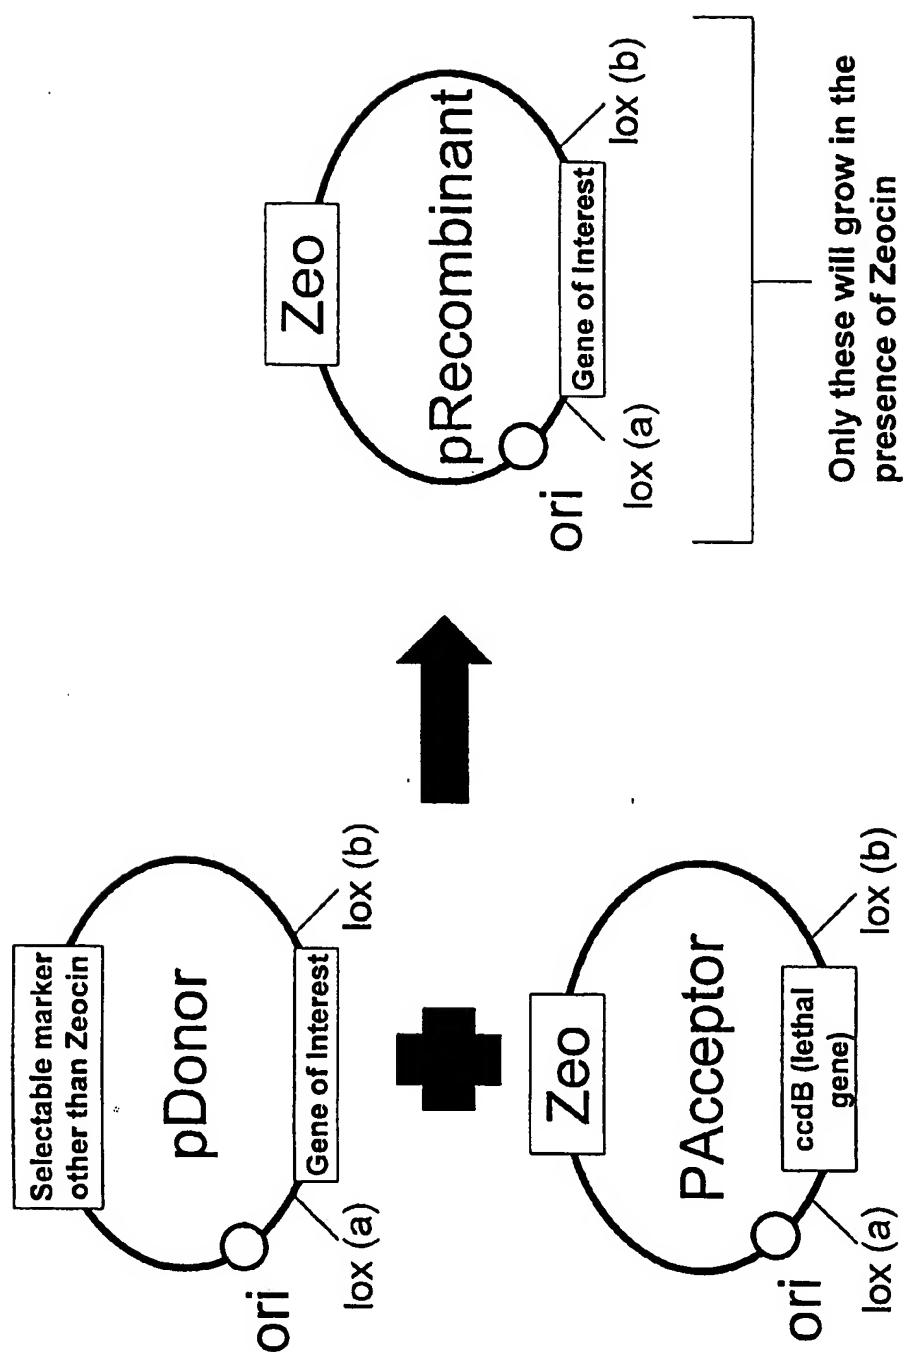 Selectable marker
other than Zeocin
pDonor
ori
Gene of Interest
lox (a)
lox (b)
Zeo
PAcceptor
ori
ccdB (lethal
gene)
lox (a)
lox (b)
Zeo
pRecombinant
ori
Gene of Interest
lox (a)
lox (b)
Only these will grow in the
presence of Zeocin